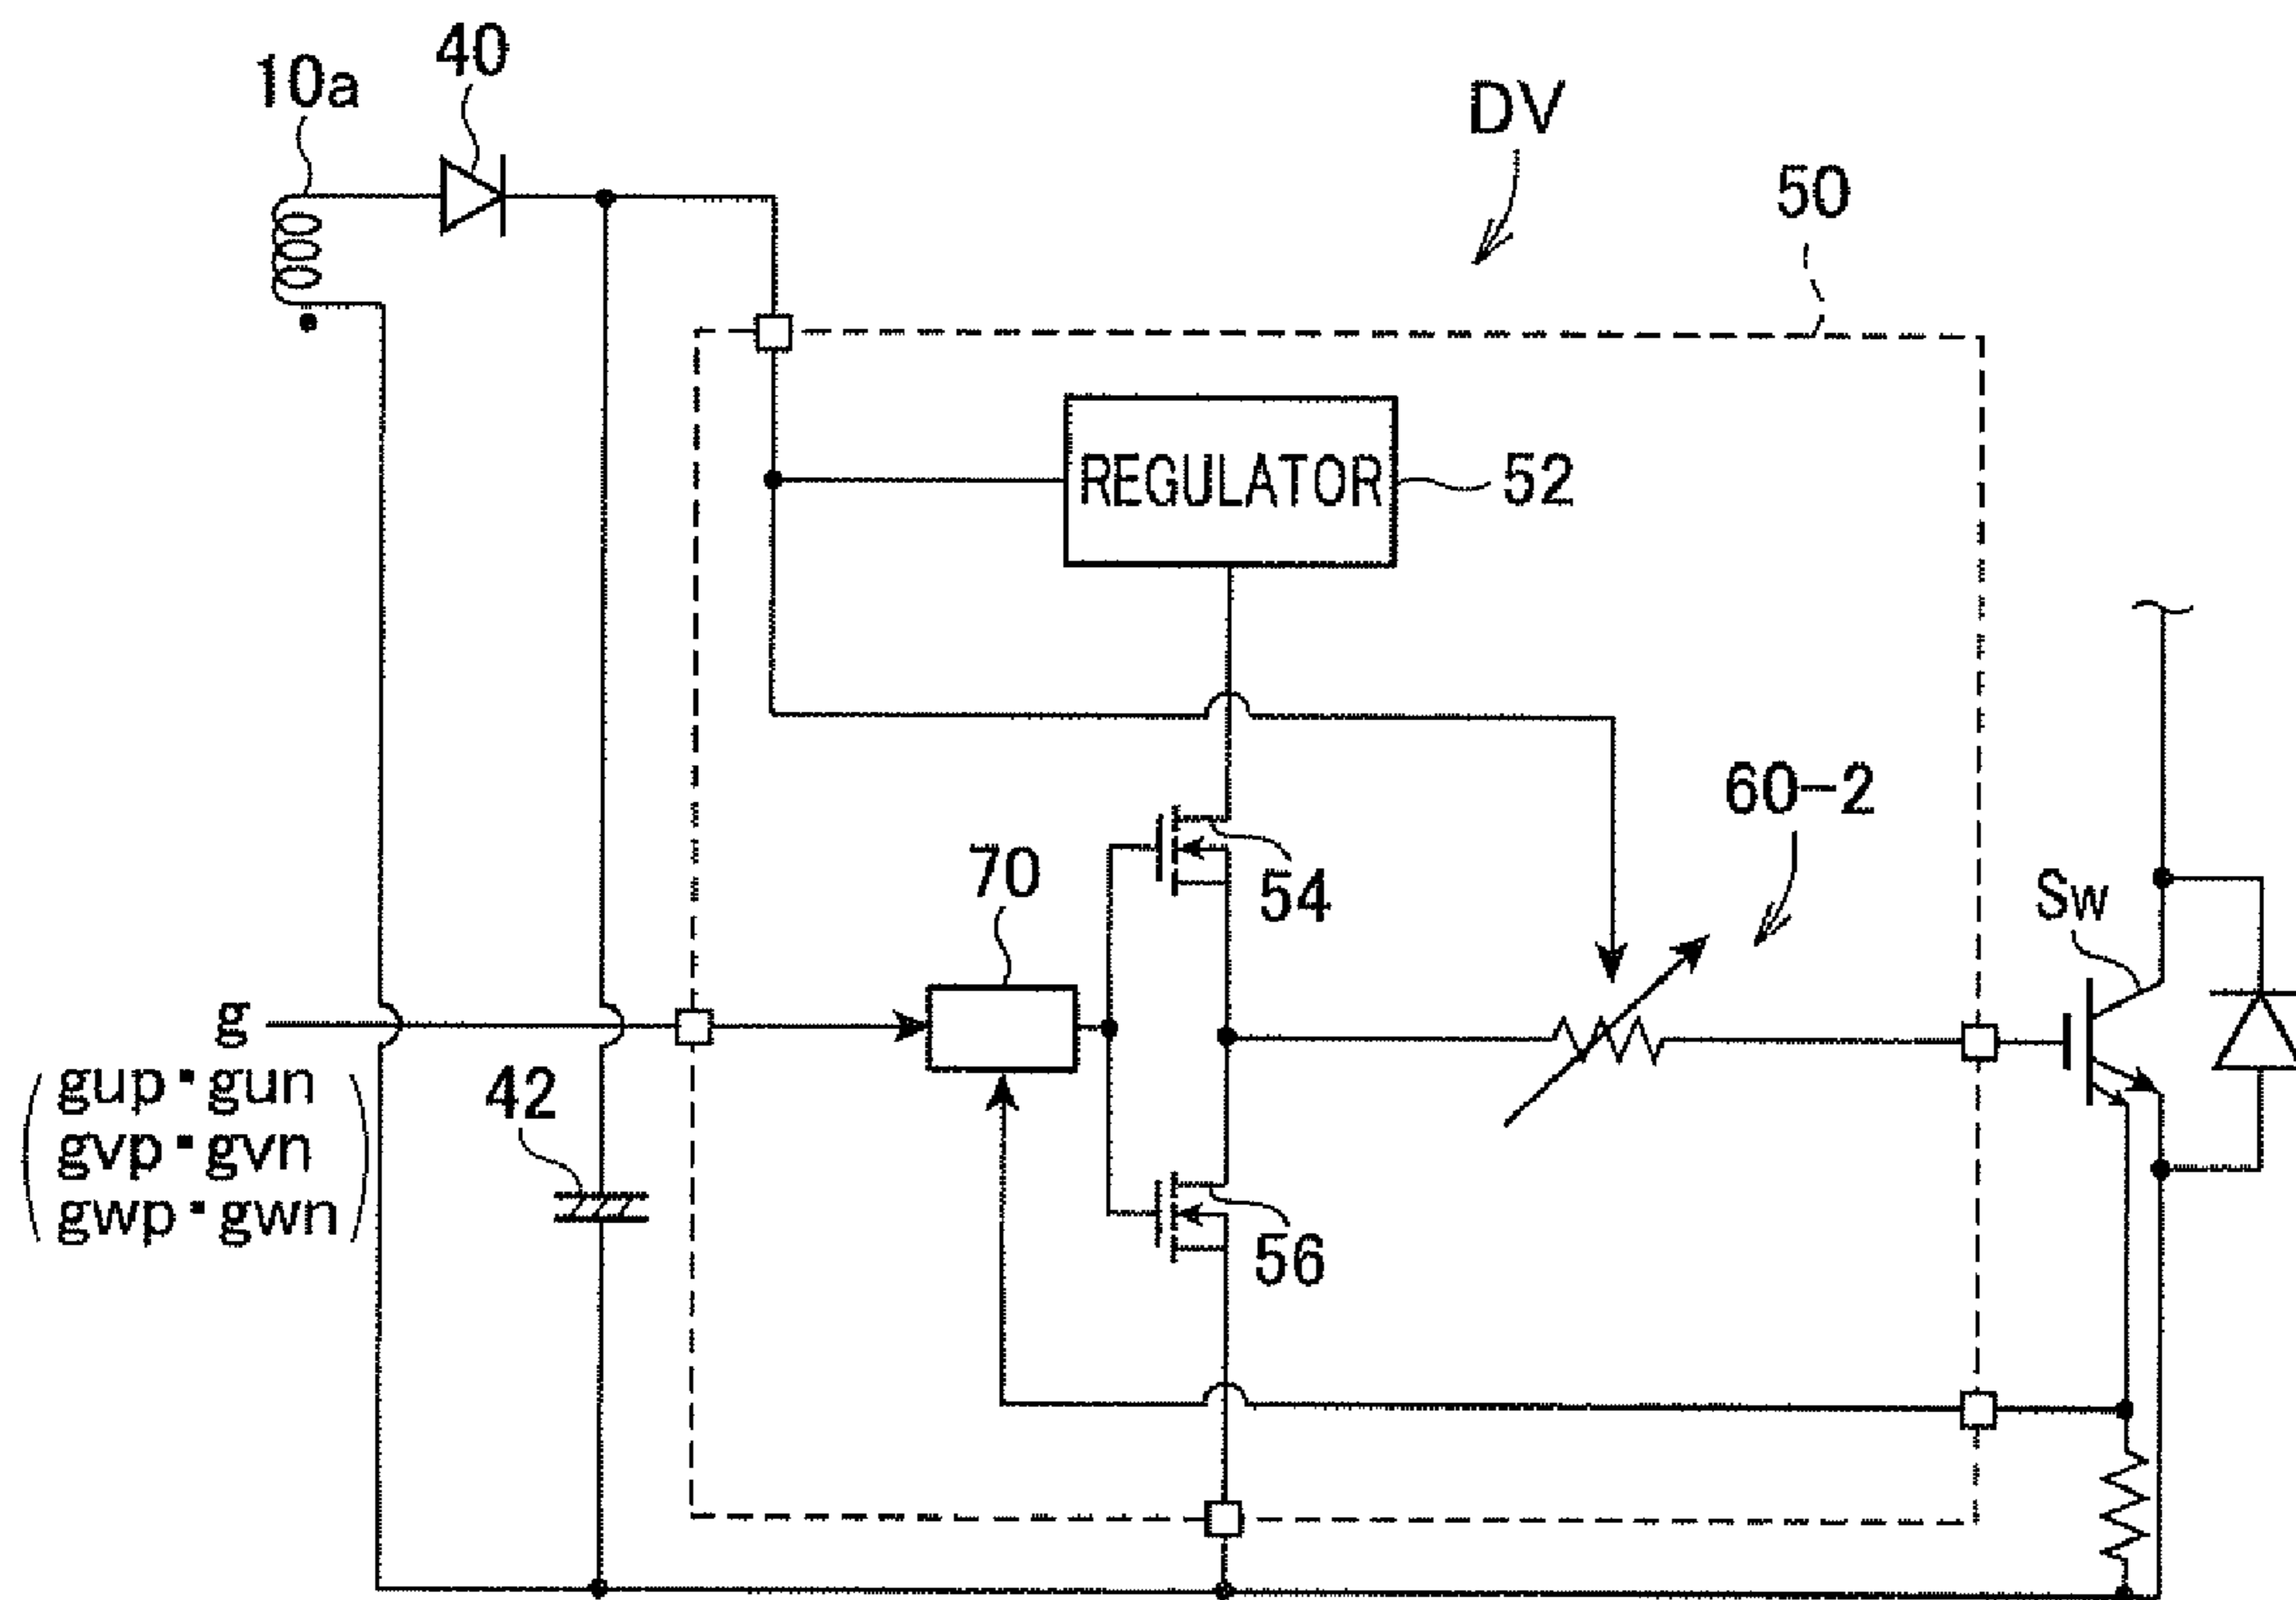 40
10a
DV
50
REGULATOR
52
60-2
54
70
Sw
g
(gup・gun
gvp・gvn
gwp・gwn)
42
56